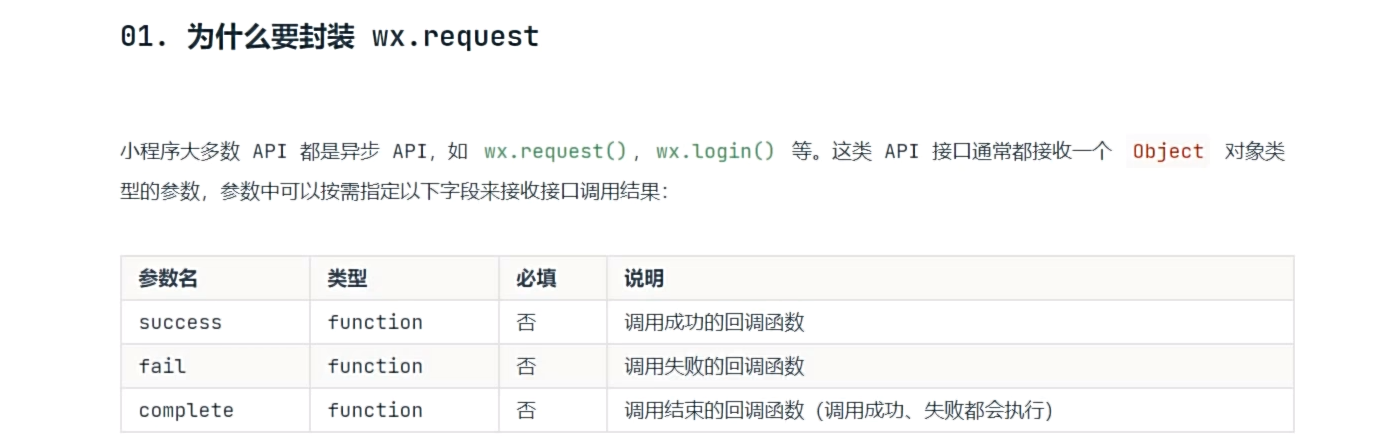 01. 为什么要封装 wx.request
小程序大多数 API 都是异步 API，如 wx.request()，wx.login() 等。这类 API 接口通常都接收一个 Object 对象类
型的参数，参数中可以按需指定以下字段来接收接口调用结果：
参数名 类型 必填 说明
success function 否 调用成功的回调函数
fail function 否 调用失败的回调函数
complete function 否 调用结束的回调函数（调用成功、失败都会执行）